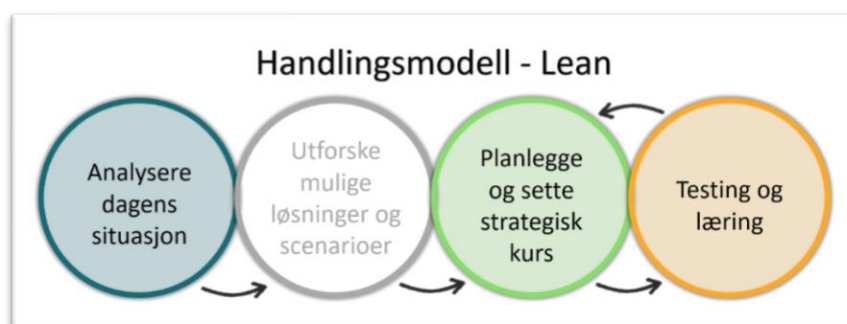 Handlingsmodell - Lean
Analysere
dagens
situasjon
Utforske
mulige
løsninger og
scenarioer
Planlegge
og sette
strategisk
kurs
Testing og
læring